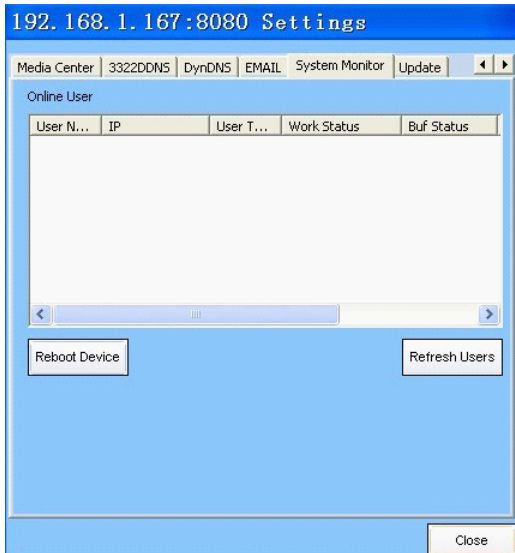 192.168.1.167:8080 Settings
Media Center 3322DDNS DynDNS EMAIL System Monitor Update
Online User
User N... IP User T... Work Status Buf Status
Reboot Device Refresh Users
Close